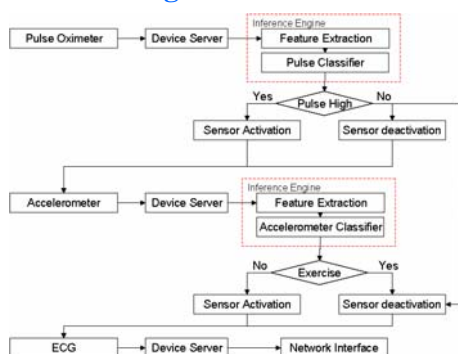 Inference Engine
Pulse Oximeter
Device Server
Feature Extraction
Pulse Classifier
Yes
Pulse High
No
Sensor Activation
Sensor deactivation
Inference Engine
Accelerometer
Device Server
Feature Extraction
Accelerometer Classifier
No
Exercise
Yes
Sensor Activation
Sensor deactivation
ECG
Device Server
Network Interface